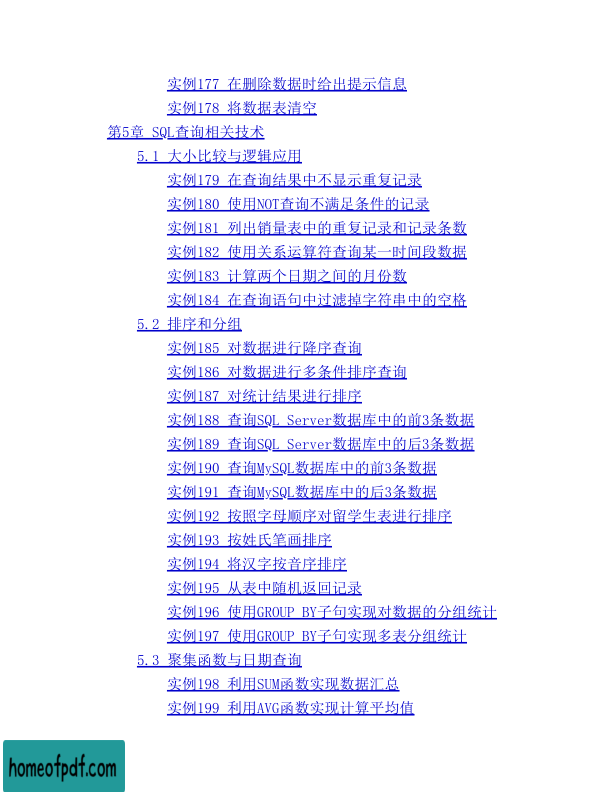 实例177 在删除数据时给出提示信息
实例178 将数据表清空
第5章 SQL查询相关技术
5.1 大小比较与逻辑应用
实例179 在查询结果中不显示重复记录
实例180 使用NOT查询不满足条件的记录
实例181 列出销量表中的重复记录和记录条数
实例182 使用关系运算符查询某一时间段数据
实例183 计算两个日期之间的月份数
实例184 在查询语句中过滤掉字符串中的空格
5.2 排序和分组
实例185 对数据进行降序查询
实例186 对数据进行多条件排序查询
实例187 对统计结果进行排序
实例188 查询SQL Server数据库中的前3条数据
实例189 查询SQL Server数据库中的后3条数据
实例190 查询MySQL数据库中的前3条数据
实例191 查询MySQL数据库中的后3条数据
实例192 按照字母顺序对留学生表进行排序
实例193 按姓氏笔画排序
实例194 将汉字按音序排序
实例195 从表中随机返回记录
实例196 使用GROUP BY子句实现对数据的分组统计
实例197 使用GROUP BY子句实现多表分组统计
5.3 聚集函数与日期查询
实例198 利用SUM函数实现数据汇总
实例199 利用AVG函数实现计算平均值
homeofpdf.com